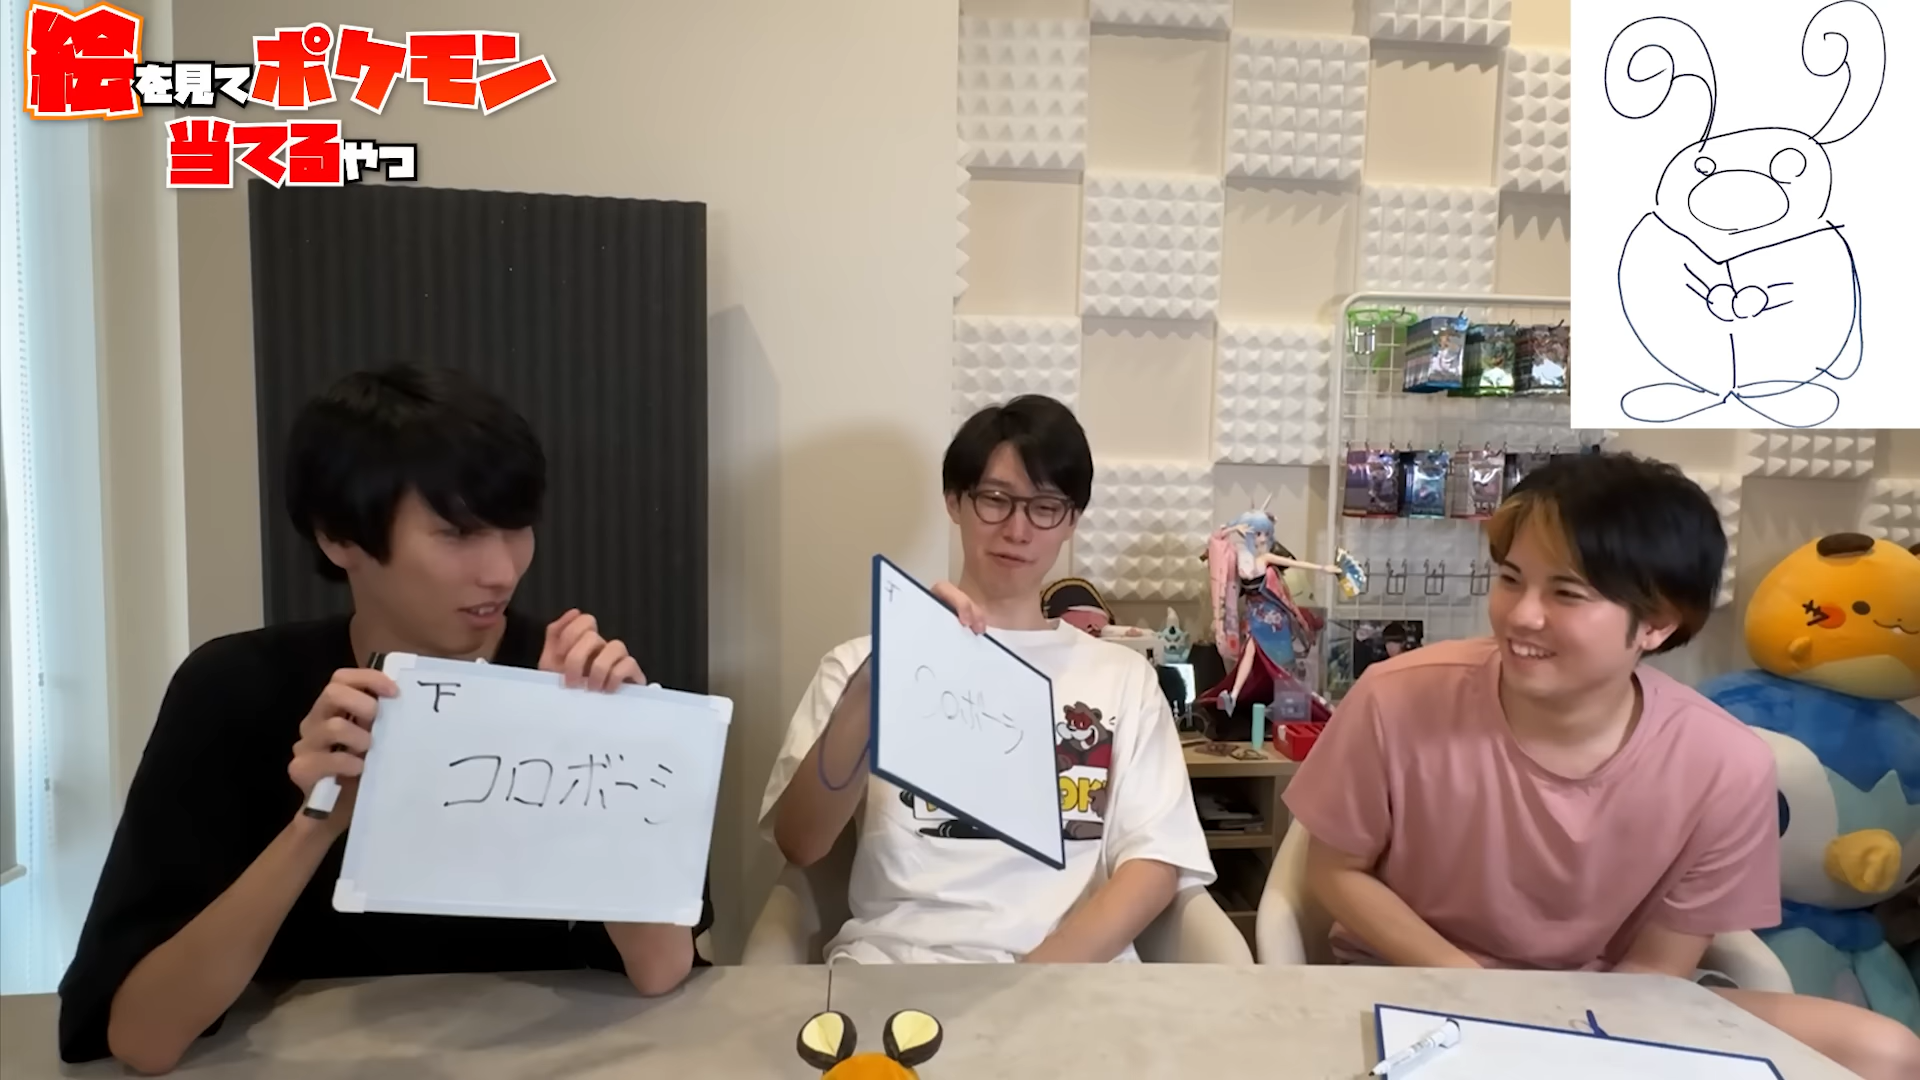 絵を見てポケモン
当てるやつ
下
コロボーシ
下
コロボーシ